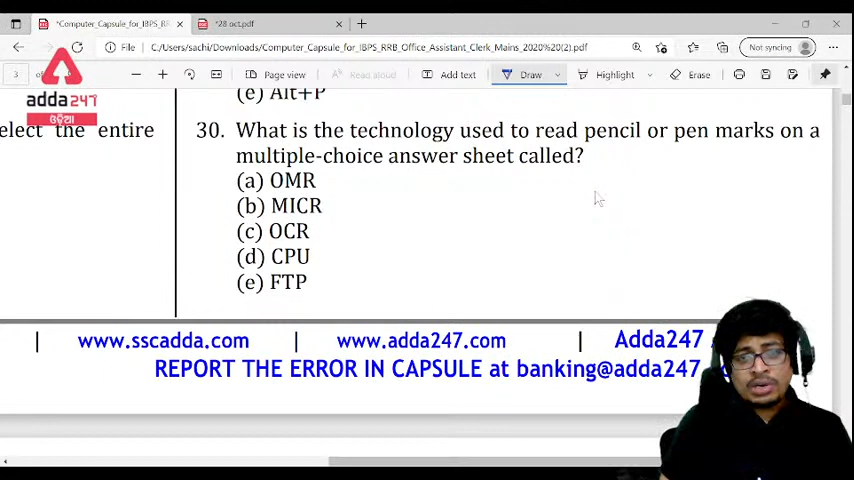 *Computer_Capsule_for_IBPS_RR
*28 oct.pdf
File
C:/Users/sachi/Downloads/Computer_Capsule_for_IBPS_RRB_Office_Assistant_Clerk_Mains_2020%20(2).pdf
Not syncing
3
Page view
Read aloud
Add text
Draw
Highlight
Erase
adda247
ଓଡ଼ିଆ
(e) Alt+P
elect the entire
30. What is the technology used to read pencil or pen marks on a
multiple-choice answer sheet called?
(a) OMR
(b) MICR
(c) OCR
(d) CPU
(e) FTP
| www.sscadda.com | www.adda247.com | Adda247
REPORT THE ERROR IN CAPSULE at banking@adda247